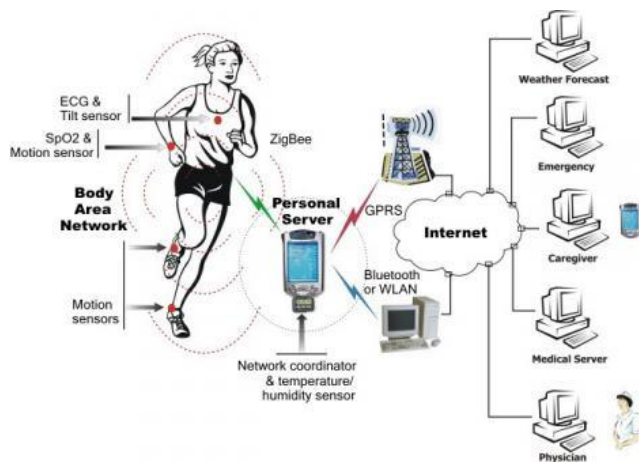 ECG &
Tilt sensor
SpO2 &
Motion sensor
Body
Area
Network
Motion
sensors
ZigBee
Personal
Server
Network coordinator
& temperature/
humidity sensor
GPRS
Bluetooth
or WLAN
Internet
Weather Forecast
Emergency
Caregiver
Medical Server
Physician